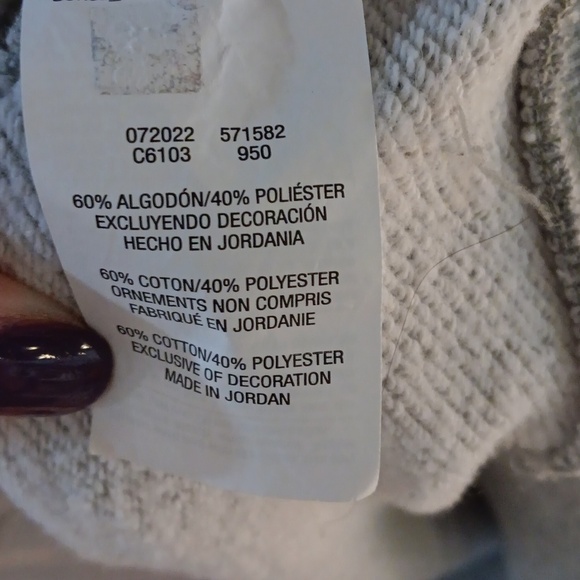 072022 571582
C6103 950
60% ALGODÓN/40% POLIÉSTER
EXCLUYENDO DECORACIÓN
HECHO EN JORDANIA
60% COTON/40% POLYESTER
ORNEMENTS NON COMPRIS
FABRIQUÉ EN JORDANIE
60% COTTON/40% POLYESTER
EXCLUSIVE OF DECORATION
MADE IN JORDAN